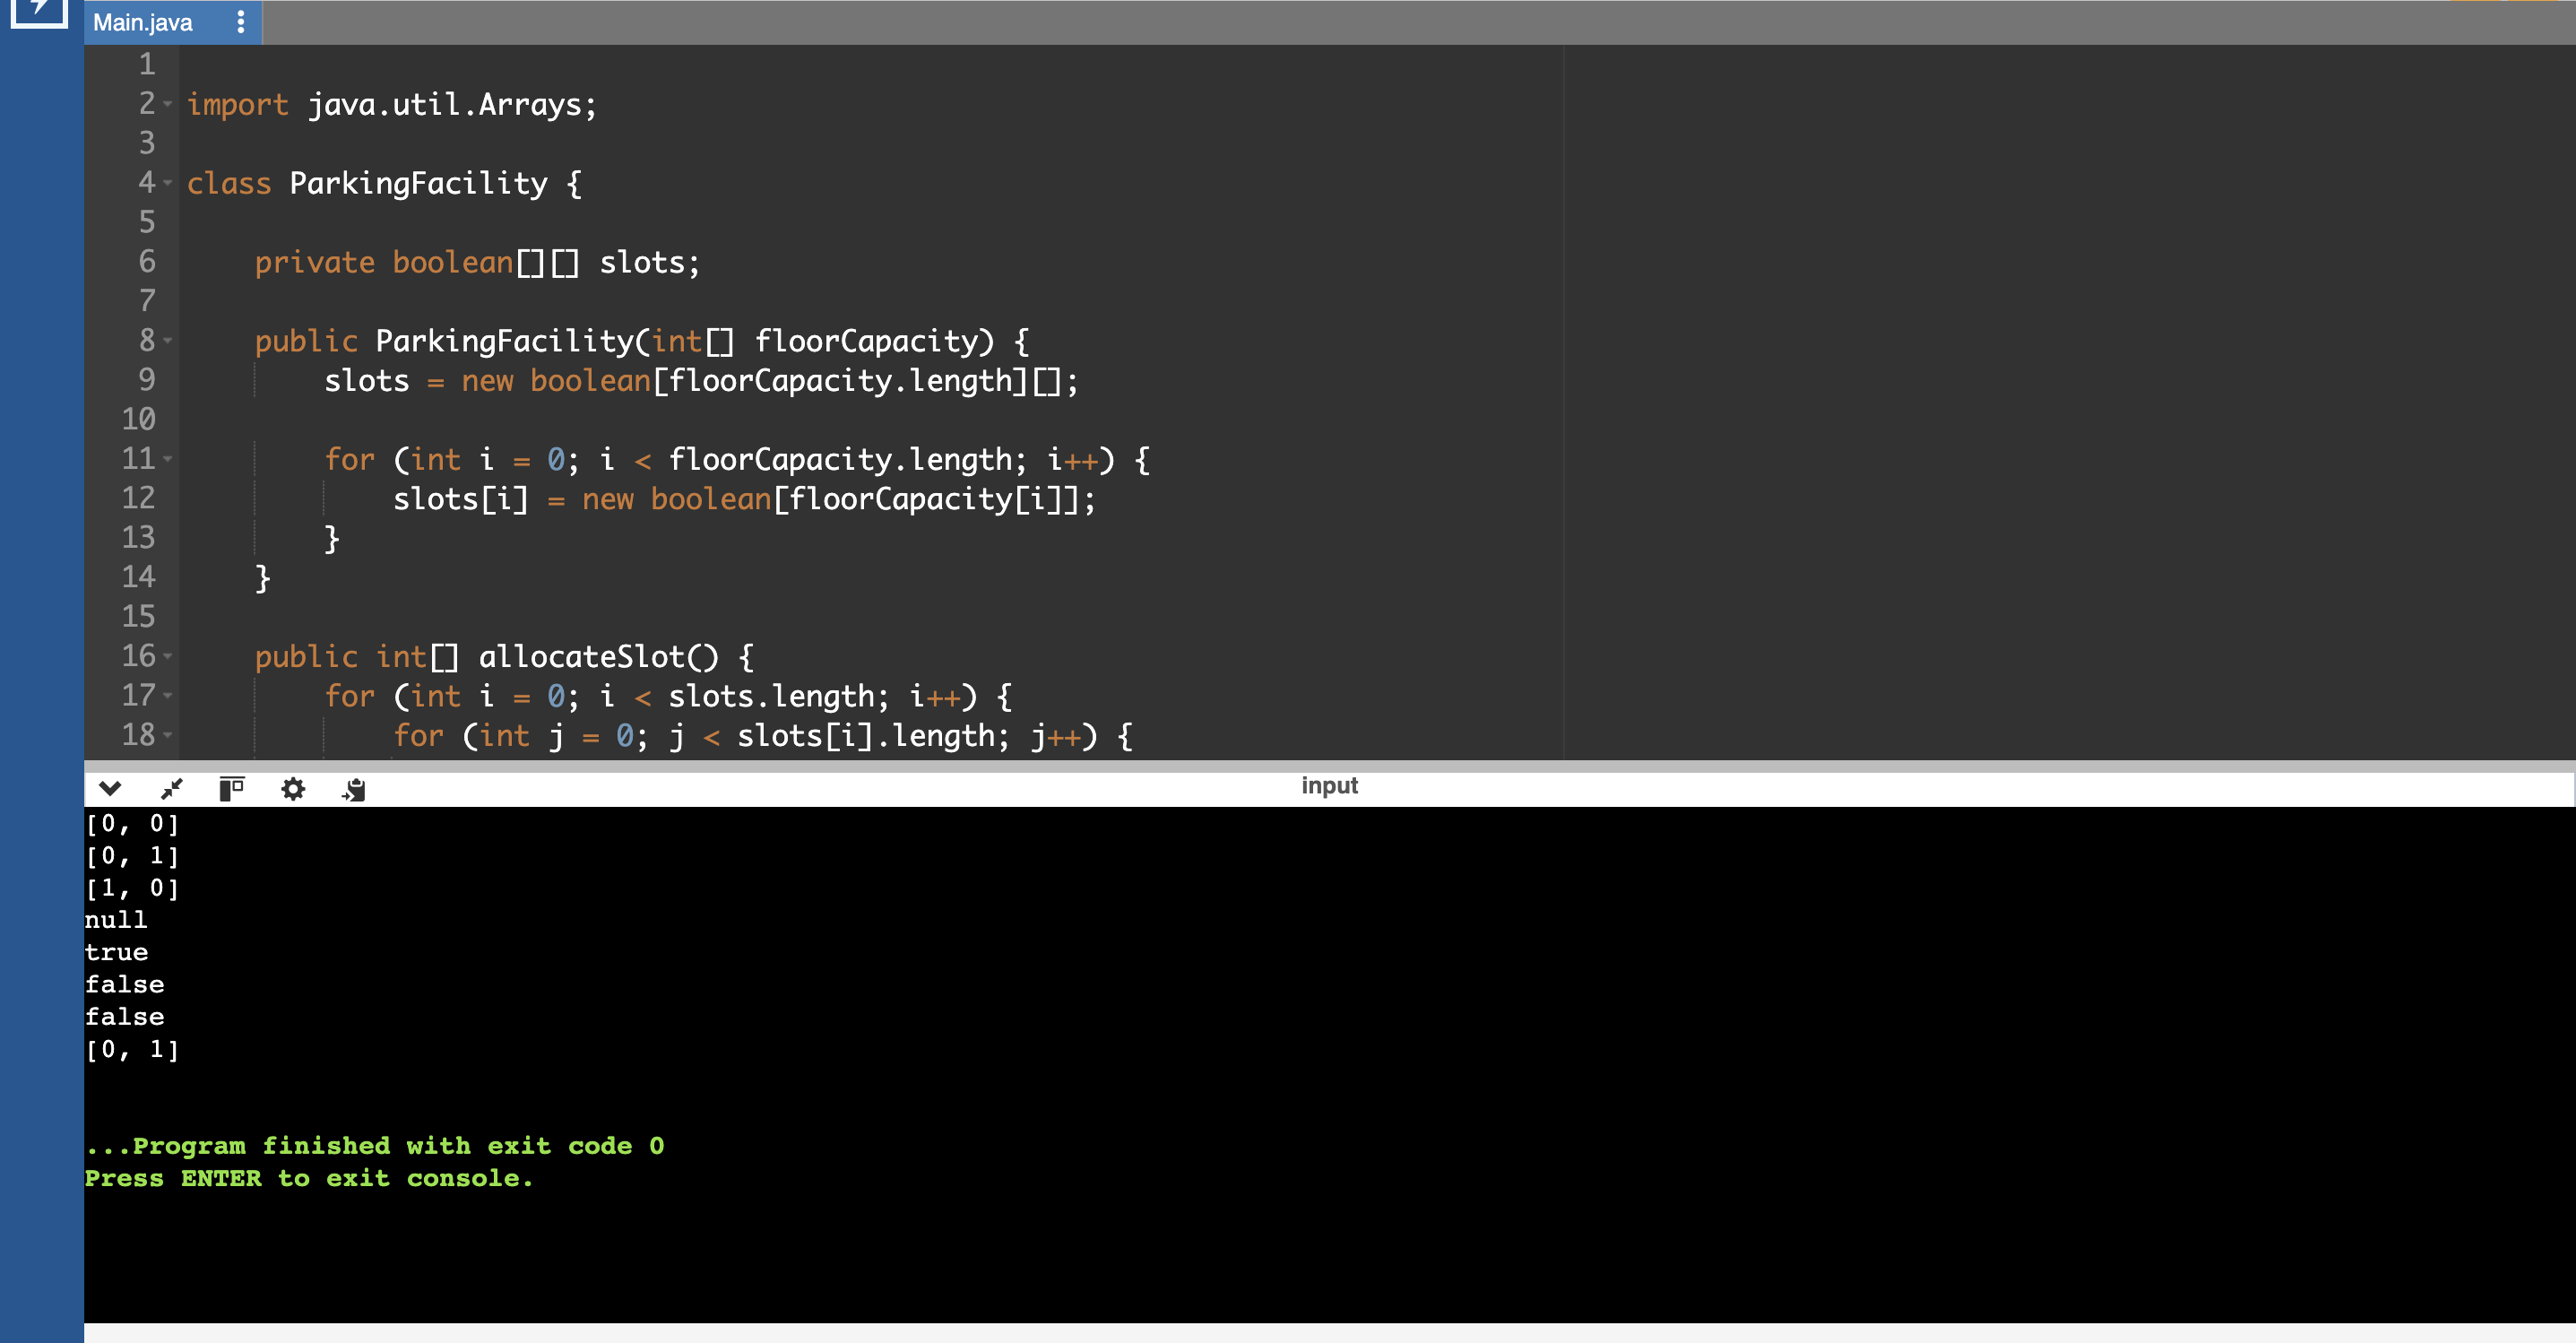 Main.java
1
2 import java.util.Arrays;
3
4 class ParkingFacility {
5
6 private boolean[][] slots;
7
8 public ParkingFacility(int[] floorCapacity) {
9 slots = new boolean[floorCapacity.length][];
10
11 for (int i = 0; i < floorCapacity.length; i++) {
12 slots[i] = new boolean[floorCapacity[i]];
13 }
14 }
15
16 public int[] allocateSlot() {
17 for (int i = 0; i < slots.length; i++) {
18 for (int j = 0; j < slots[i].length; j++) {
input
[0, 0]
[0, 1]
[1, 0]
null
true
false
false
[0, 1]
...Program finished with exit code 0
Press ENTER to exit console.